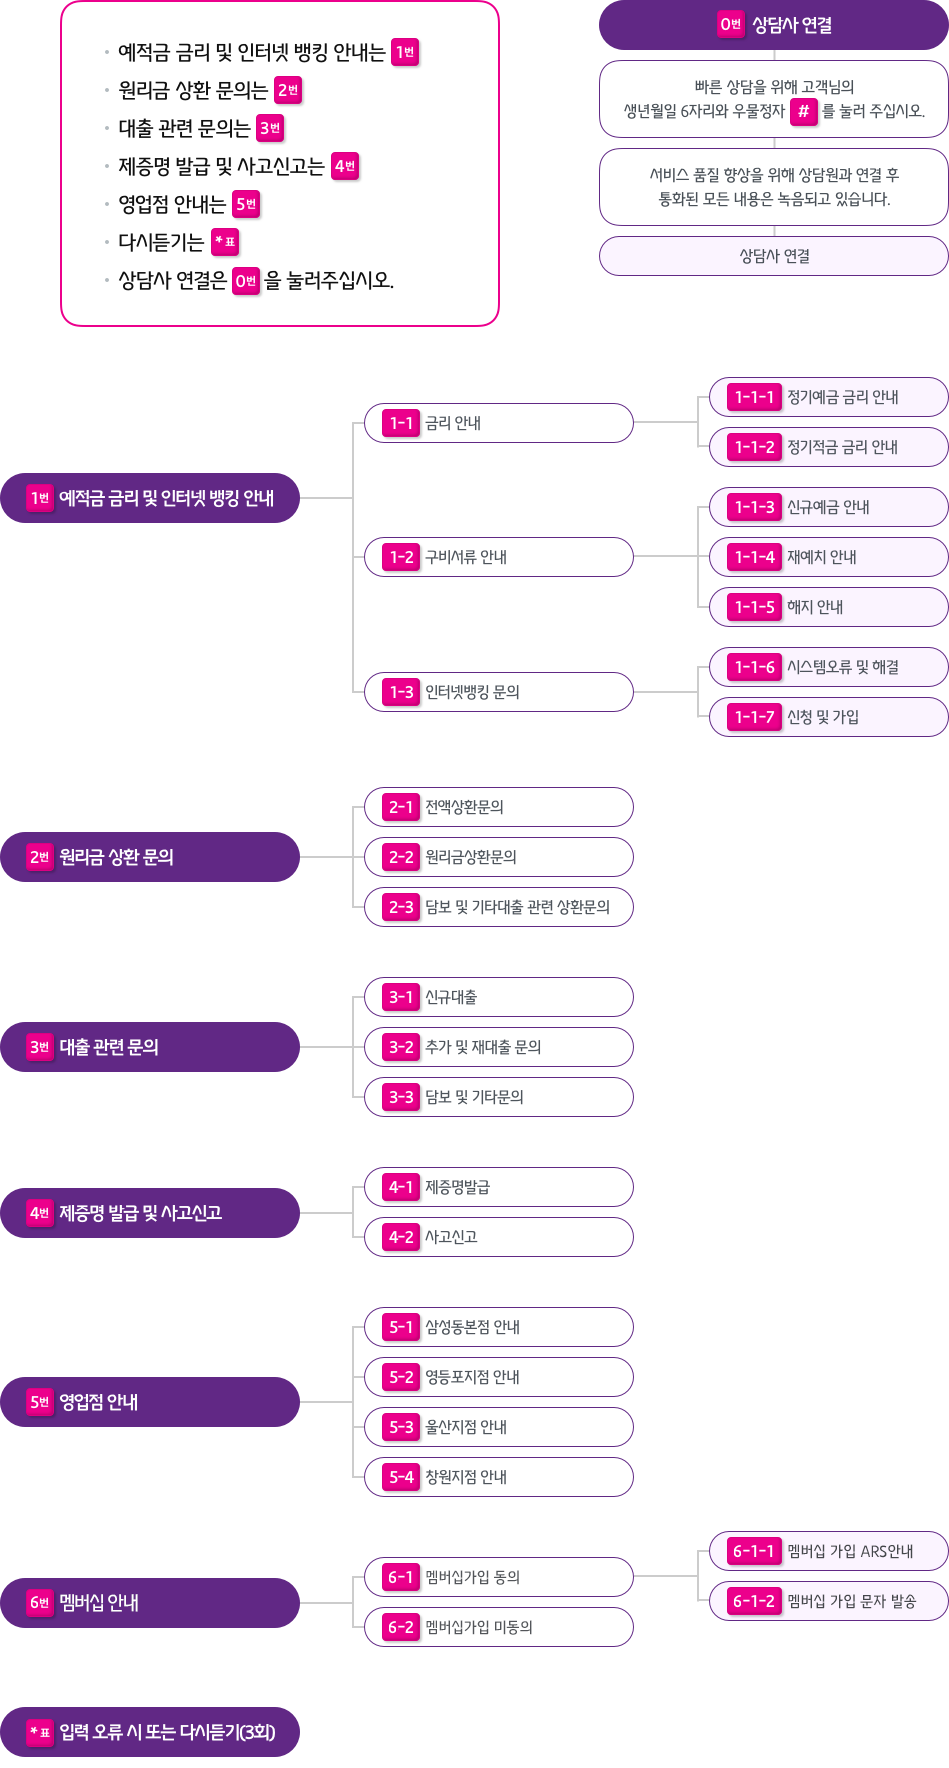 예적금 금리 및 인터넷 뱅킹 안내는 1번
원리금 상환 문의는 2번
대출 관련 문의는 3번
제증명 발급 및 사고신고는 4번
영업점 안내는 5번
다시듣기는 *표
상담사 연결은 0번 을 눌러주십시오.
0번 상담사 연결
빠른 상담을 위해 고객님의
생년월일 6자리와 우물정자 # 를 눌러 주십시오.
서비스 품질 향상을 위해 상담원과 연결 후
통화된 모든 내용은 녹음되고 있습니다.
상담사 연결
1번 예적금 금리 및 인터넷 뱅킹 안내
1-1 금리 안내
1-1-1 정기예금 금리 안내
1-1-2 정기적금 금리 안내
1-2 구비서류 안내
1-1-3 신규예금 안내
1-1-4 재예치 안내
1-1-5 해지 안내
1-3 인터넷뱅킹 문의
1-1-6 시스템오류 및 해결
1-1-7 신청 및 가입
2번 원리금 상환 문의
2-1 전액상환문의
2-2 원리금상환문의
2-3 담보 및 기타대출 관련 상환문의
3번 대출 관련 문의
3-1 신규대출
3-2 추가 및 재대출 문의
3-3 담보 및 기타문의
4번 제증명 발급 및 사고신고
4-1 제증명발급
4-2 사고신고
5번 영업점 안내
5-1 삼성동본점 안내
5-2 영등포지점 안내
5-3 울산지점 안내
5-4 창원지점 안내
6번 멤버십 안내
6-1 멤버십가입 동의
6-1-1 멤버십 가입 ARS안내
6-1-2 멤버십 가입 문자 발송
6-2 멤버십가입 미동의
*표 입력 오류 시 또는 다시듣기(3회)